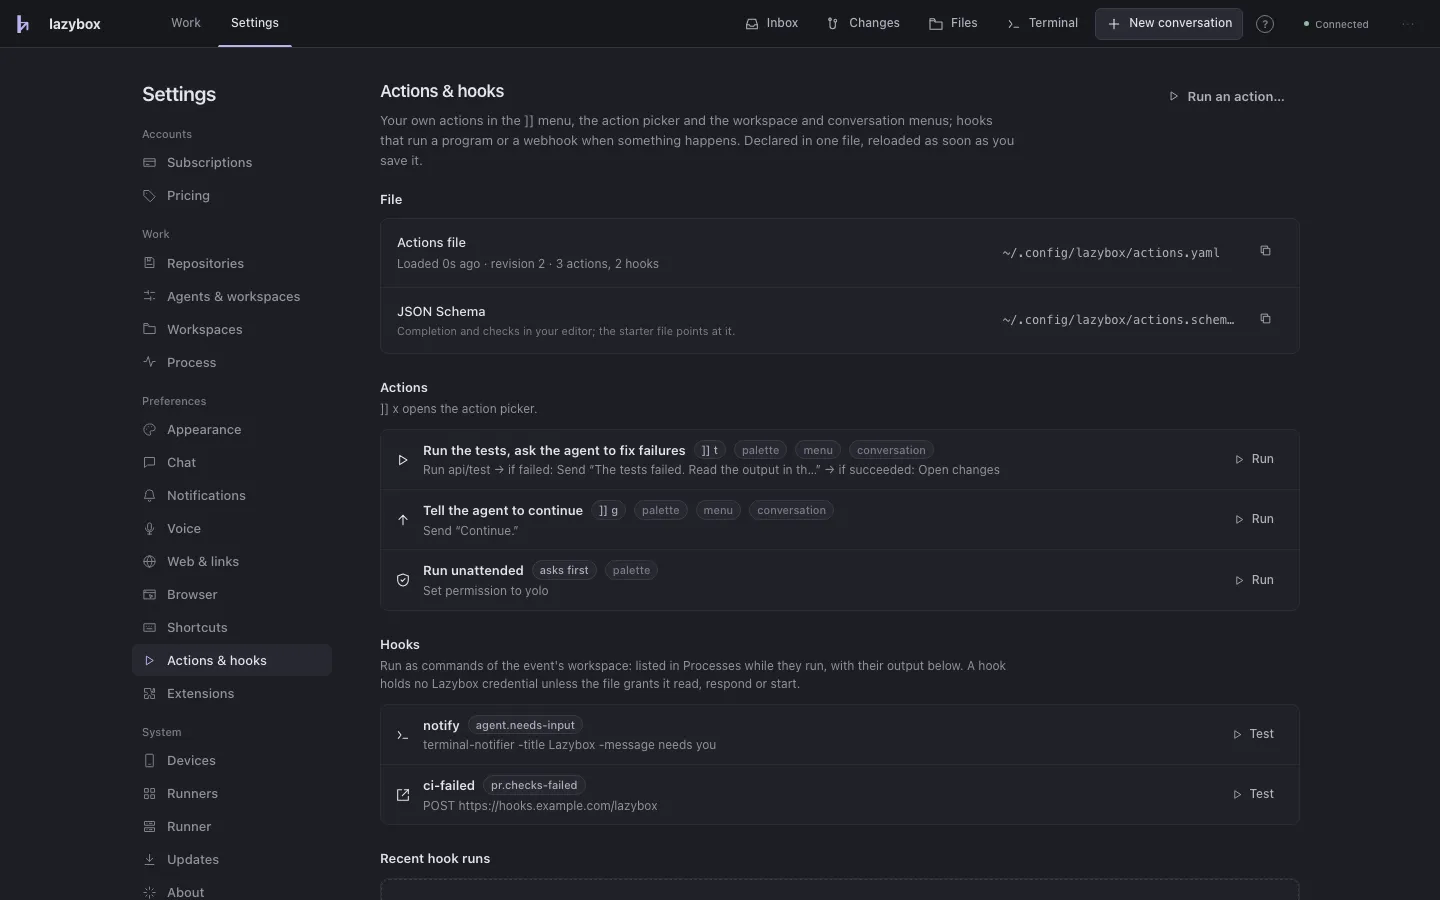 lazybox
Work
Settings
Inbox
Changes
Files
Terminal
New conversation
?
Connected
Settings
Accounts
Subscriptions
Pricing
Work
Repositories
Agents & workspaces
Workspaces
Process
Preferences
Appearance
Chat
Notifications
Voice
Web & links
Browser
Shortcuts
Actions & hooks
Extensions
System
Devices
Runners
Runner
Updates
About
Actions & hooks
Run an action...
Your own actions in the ]] menu, the action picker and the workspace and conversation menus; hooks
that run a program or a webhook when something happens. Declared in one file, reloaded as soon as you
save it.
File
Actions file
Loaded 0s ago · revision 2 · 3 actions, 2 hooks
~/.config/lazybox/actions.yaml
JSON Schema
Completion and checks in your editor; the starter file points at it.
~/.config/lazybox/actions.schem…
Actions
]] x opens the action picker.
Run the tests, ask the agent to fix failures ]] t palette menu conversation
Run api/test → if failed: Send “The tests failed. Read the output in th…” → if succeeded: Open changes
Run
Tell the agent to continue ]] g palette menu conversation
Send “Continue.”
Run
Run unattended asks first palette
Set permission to yolo
Run
Hooks
Run as commands of the event's workspace: listed in Processes while they run, with their output below. A hook
holds no Lazybox credential unless the file grants it read, respond or start.
notify agent.needs-input
terminal-notifier -title Lazybox -message needs you
Test
ci-failed pr.checks-failed
POST https://hooks.example.com/lazybox
Test
Recent hook runs